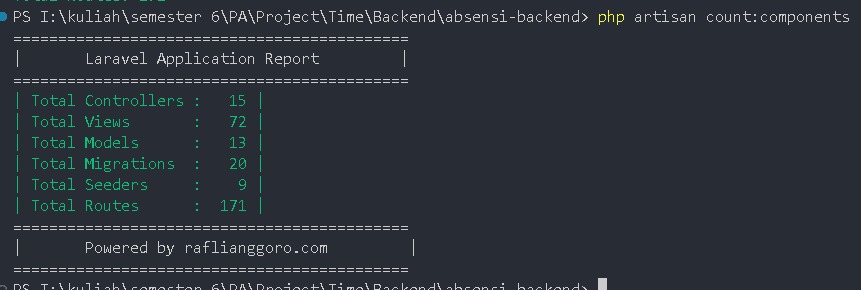 PS I:\kuliah\semester 6\PA\Project\Time\Backend\absensi-backend> php artisan count:components
============================================
|       Laravel Application Report         |
============================================
| Total Controllers :   15 |
| Total Views       :   72 |
| Total Models      :   13 |
| Total Migrations  :   20 |
| Total Seeders     :    9 |
| Total Routes      :  171 |
============================================
|       Powered by raflianggoro.com         |
============================================
PS I:\kuliah\semester 6\PA\Project\Time\Backend\absensi-backend>